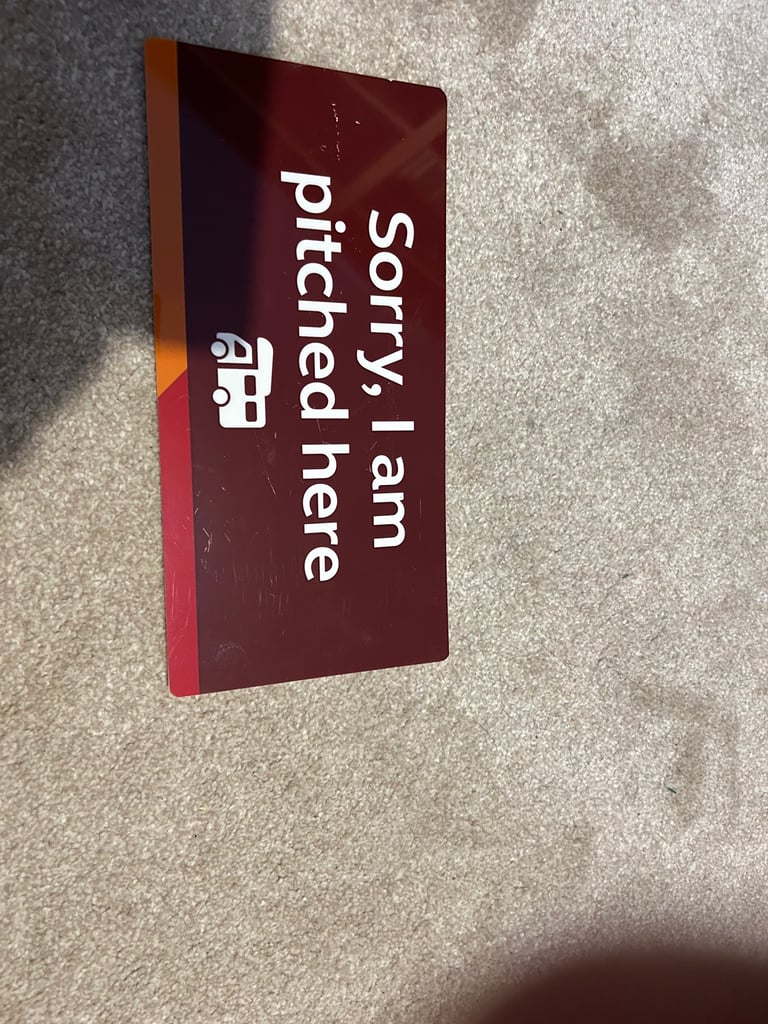 Sorry, I am
pitched here